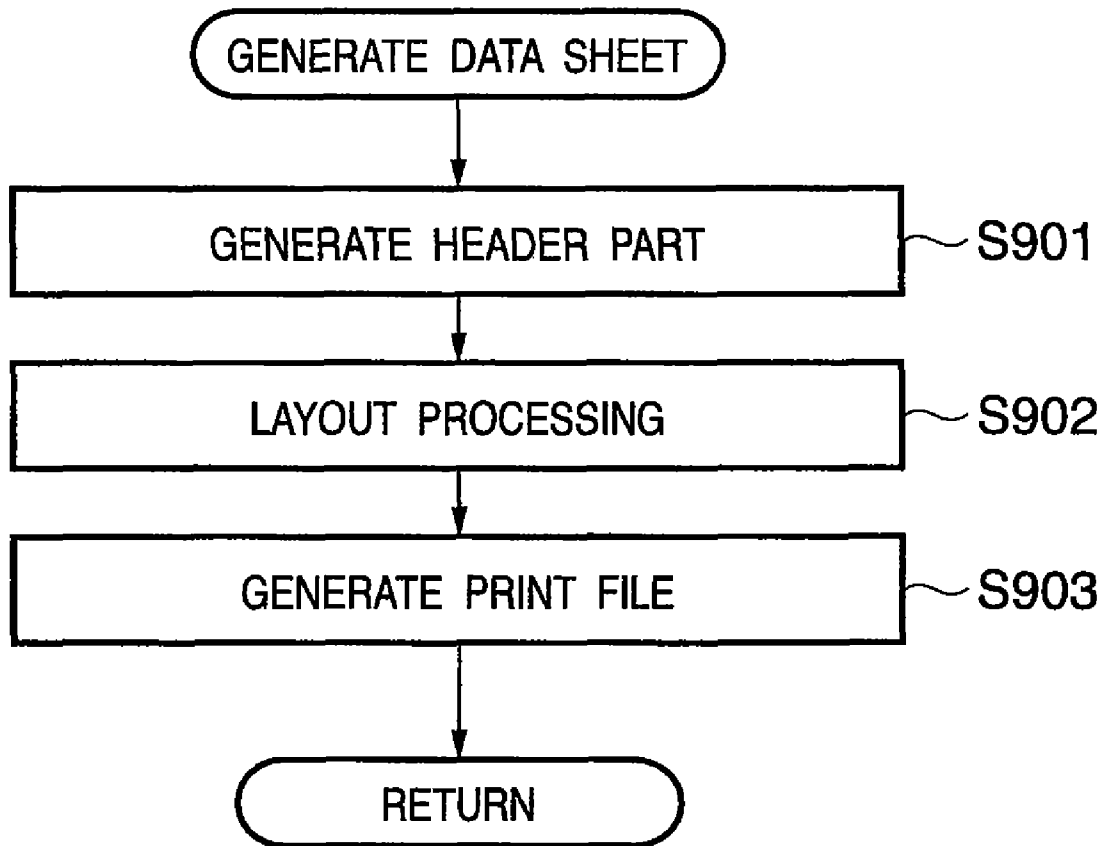 GENERATE DATA SHEET
GENERATE HEADER PART
S901
LAYOUT PROCESSING
S902
GENERATE PRINT FILE
S903
RETURN